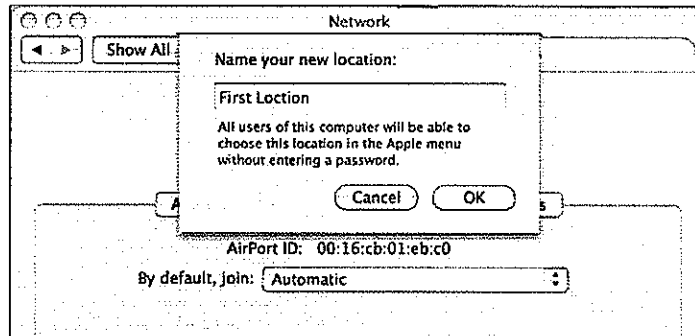 Network
Show All
Name your new location:
First Loction
All users of this computer will be able to
choose this location in the Apple menu
without entering a password.
Cancel OK
A s
AirPort ID: 00:16:cb:01:eb:c0
By default, join: Automatic